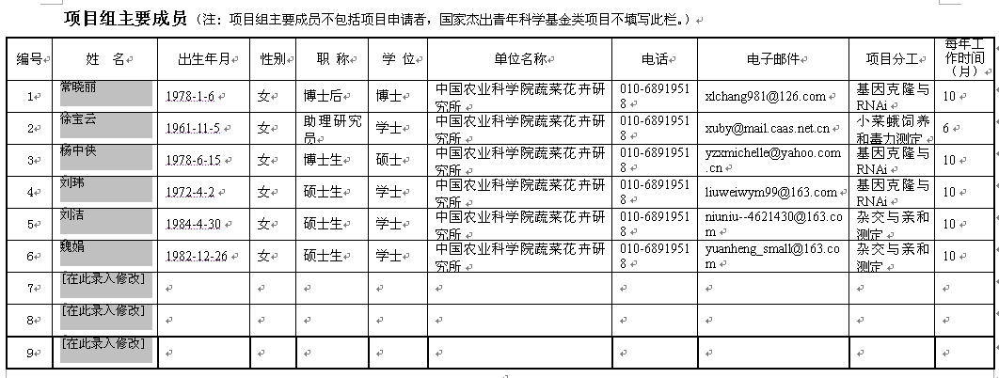 项目组主要成员（注：项目组主要成员不包括项目申请者，国家杰出青年科学基金类项目不填写此栏。）
编号 姓 名 出生年月 性别 职 称 学 位 单位名称 电话 电子邮件 项目分工 每年工作时间（月）
1 常晓丽 1978-1-6 女 博士后 博士 中国农业科学院蔬菜花卉研究所 010-68919518 xlchang981@126.com 基因克隆与RNAi 10
2 徐宝云 1961-11-5 女 助理研究员 学士 中国农业科学院蔬菜花卉研究所 010-68919518 xuby@mail.caas.net.cn 小菜蛾饲养和毒力测定 6
3 杨中侠 1978-6-15 女 博士生 硕士 中国农业科学院蔬菜花卉研究所 010-68919518 yzxmichelle@yahoo.com.cn 基因克隆与RNAi 10
4 刘玮 1972-4-2 女 硕士生 学士 中国农业科学院蔬菜花卉研究所 010-68919518 liuweiwym99@163.com 基因克隆与RNAi 10
5 刘洁 1984-4-30 女 硕士生 学士 中国农业科学院蔬菜花卉研究所 010-68919518 niuniu--4621430@163.com 杂交与亲和测定 10
6 魏娟 1982-12-26 女 硕士生 学士 中国农业科学院蔬菜花卉研究所 010-68919518 yuanheng_small@163.com 杂交与亲和测定 10
7 [在此录入修改]
8 [在此录入修改]
9 [在此录入修改]